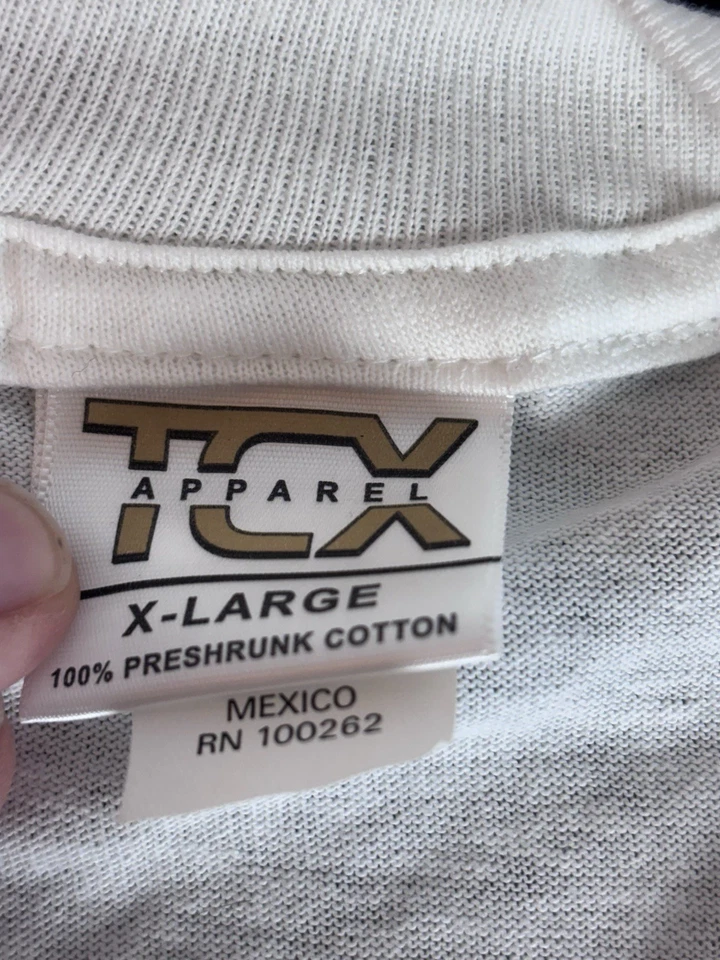 TCX
APPAREL
X-LARGE
100% PRESHRUNK COTTON
MEXICO
RN 100262